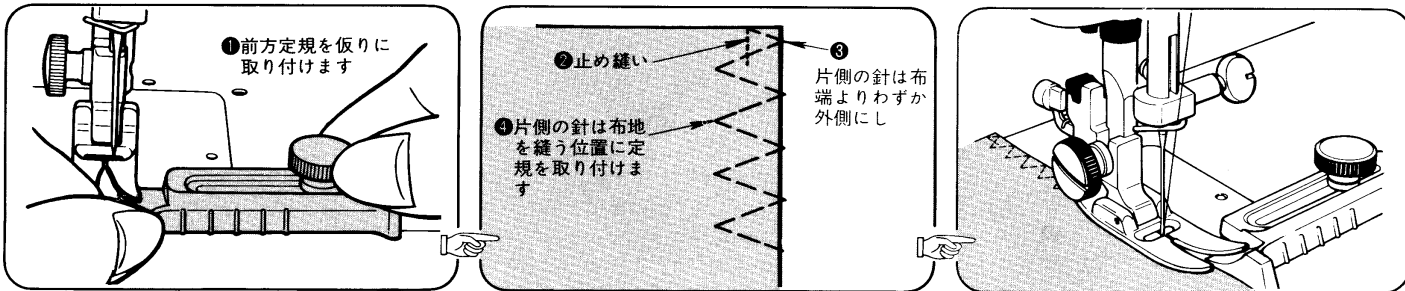 ❶前方定規を仮りに
取り付けます
❷止め縫い
❸
片側の針は布
端よりわずか
外側にし
❹片側の針は布地
を縫う位置に定
規を取り付けま
す